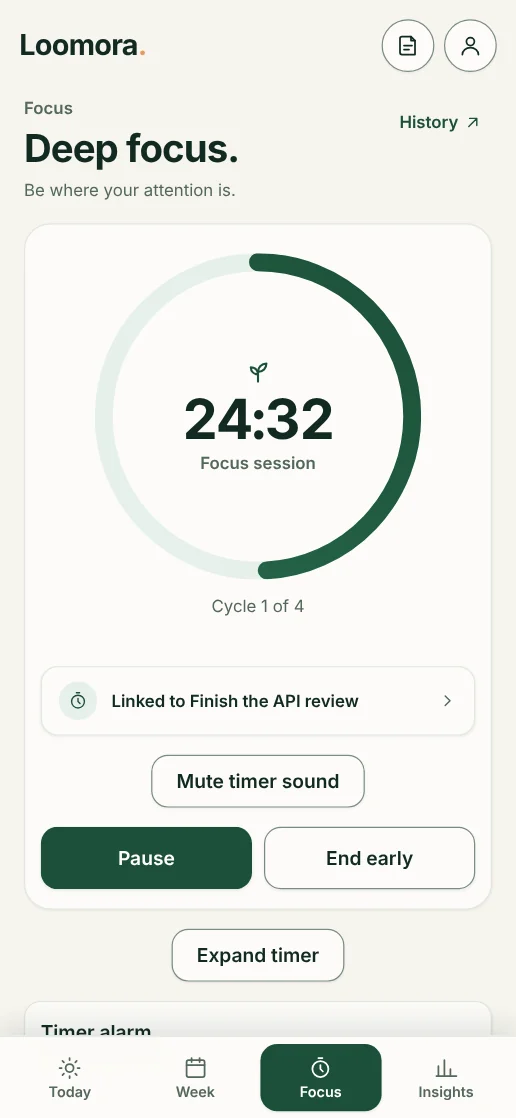 Loomora.
Focus
History
Deep focus.
Be where your attention is.
24:32
Focus session
Cycle 1 of 4
Linked to Finish the API review
Mute timer sound
Pause
End early
Expand timer
Timer alarm
Today
Week
Focus
Insights